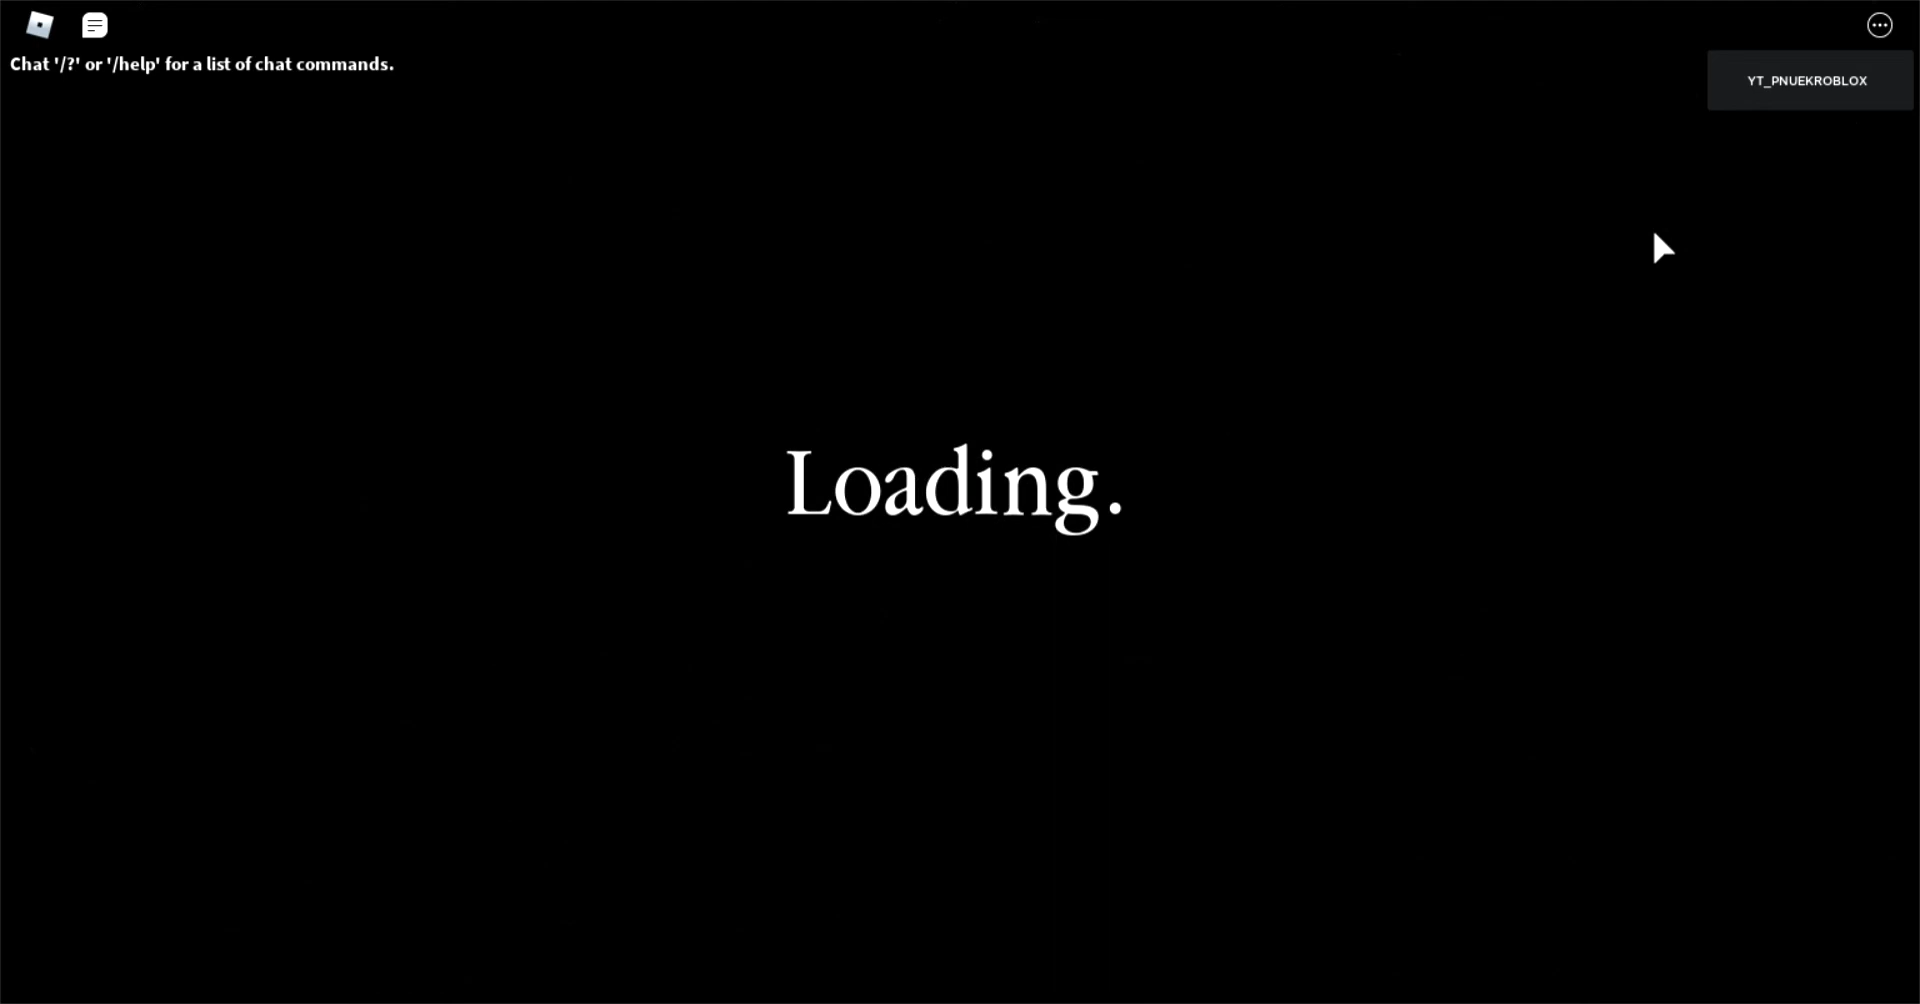 Chat '/?' or '/help' for a list of chat commands.
YT_PNUEKROBLOX
Loading.